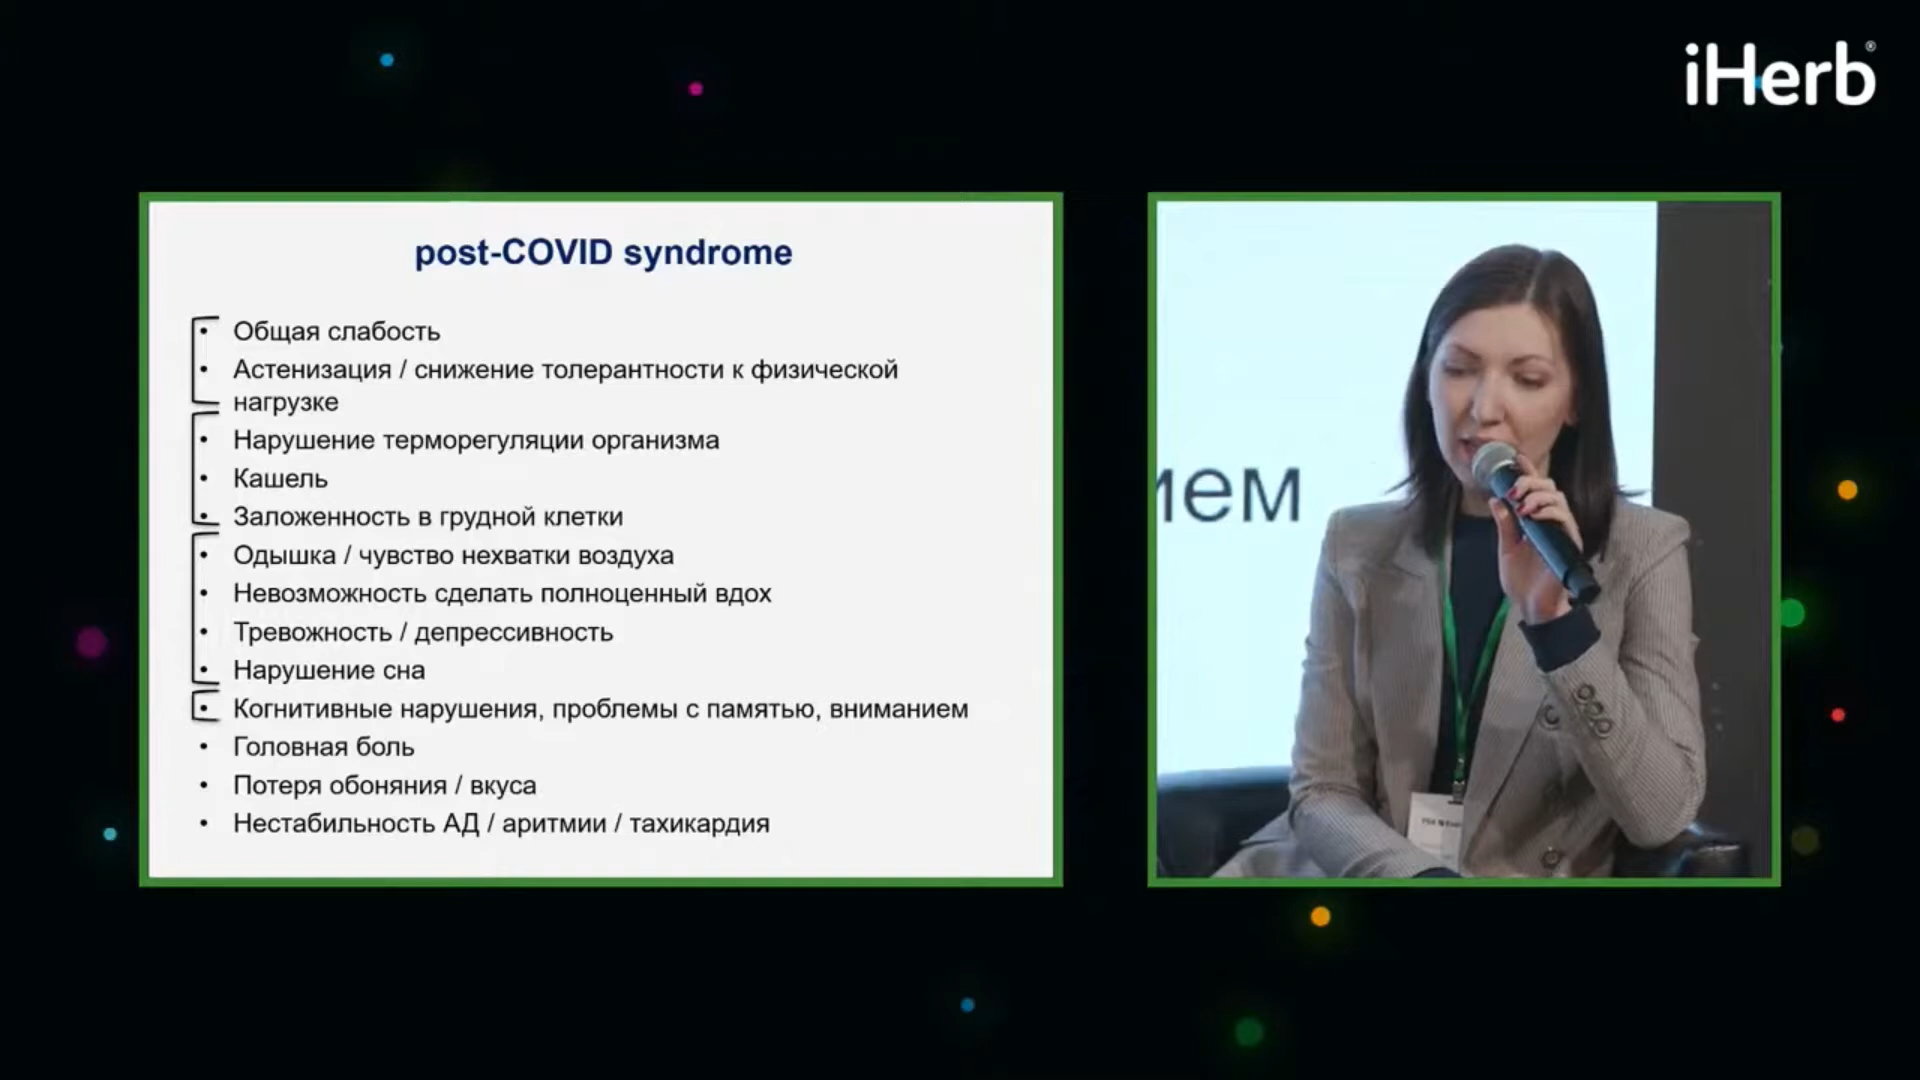 iHerb®
post-COVID syndrome
• Общая слабость
• Астенизация / снижение толерантности к физической
нагрузке
• Нарушение терморегуляции организма
• Кашель
• Заложенность в грудной клетки
• Одышка / чувство нехватки воздуха
• Невозможность сделать полноценный вдох
• Тревожность / депрессивность
• Нарушение сна
• Когнитивные нарушения, проблемы с памятью, вниманием
• Головная боль
• Потеря обоняния / вкуса
• Нестабильность АД / аритмии / тахикардия
ием